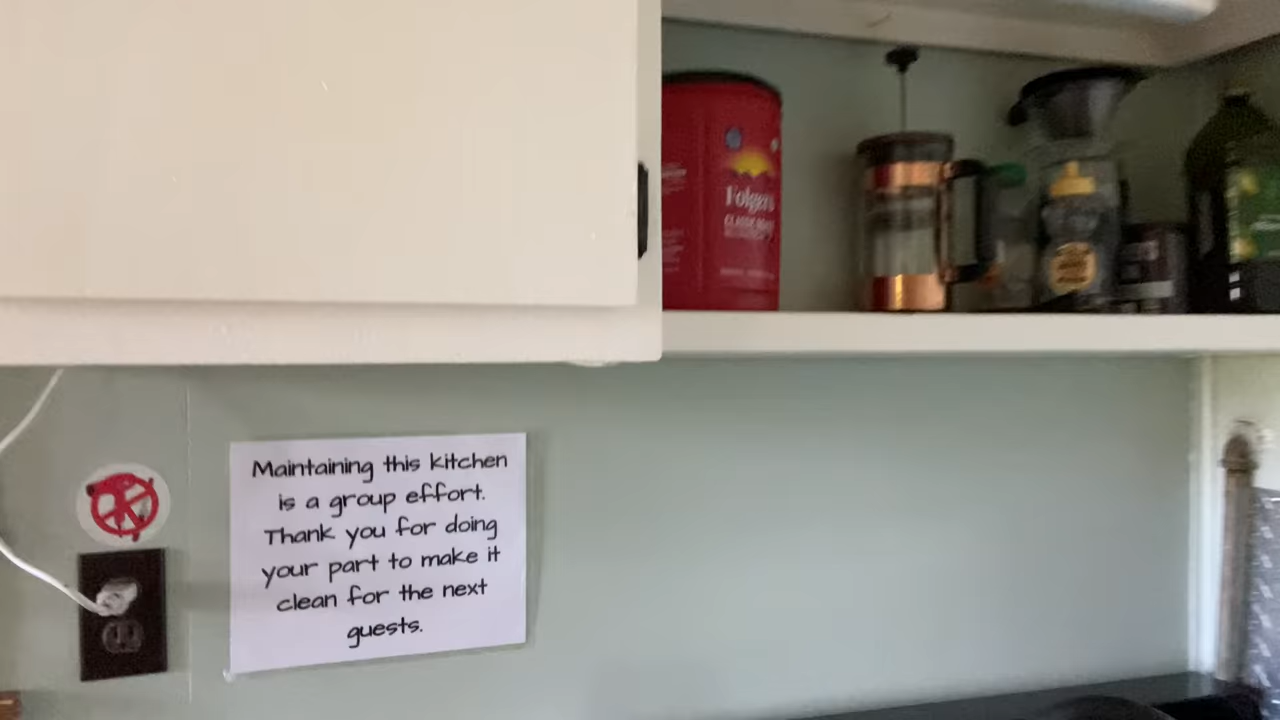 Folgers
CLASSIC
Maintaining this kitchen
is a group effort.
Thank you for doing
your part to make it
clean for the next
guests.